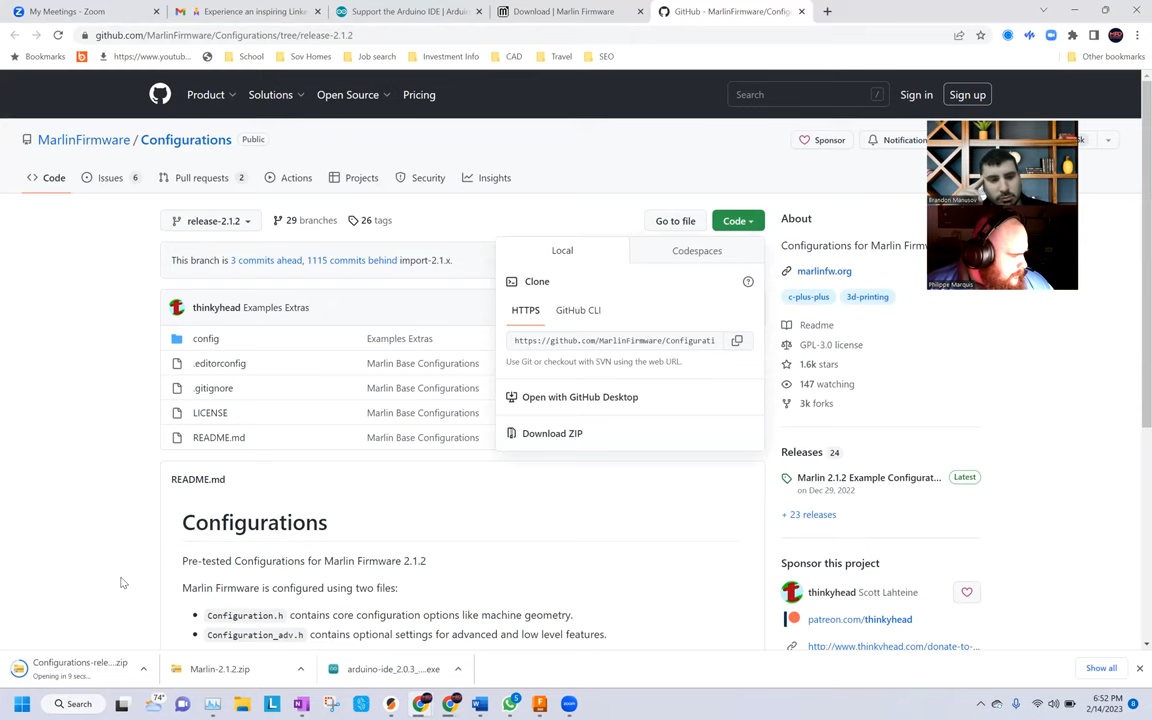 My Meetings - Zoom
Experience an inspiring Linke
Support the Arduino IDE | Arduin
Download | Marlin Firmware
GitHub - MarlinFirmware/Config
github.com/MarlinFirmware/Configurations/tree/release-2.1.2
Bookmarks
https://www.youtub...
School
Sov Homes
Job search
Investment Info
CAD
Travel
SEO
Other bookmarks
Product
Solutions
Open Source
Pricing
Search
/
Sign in
Sign up
MarlinFirmware / Configurations
Public
Sponsor
Notification
Code
Issues 6
Pull requests 2
Actions
Projects
Security
Insights
Brandon Manusov
Philippe Marquis
release-2.1.2
29 branches
26 tags
Go to file
Code
About
Configurations for Marlin Firmw
marlinfw.org
c-plus-plus
3d-printing
Readme
GPL-3.0 license
1.6k stars
147 watching
3k forks
Local
Codespaces
This branch is 3 commits ahead, 1115 commits behind import-2.1.x.
Clone
HTTPS
GitHub CLI
https://github.com/MarlinFirmware/Configurati
Use Git or checkout with SVN using the web URL.
Open with GitHub Desktop
Download ZIP
thinkyhead Examples Extras
config
Examples Extras
.editorconfig
Marlin Base Configurations
.gitignore
Marlin Base Configurations
LICENSE
Marlin Base Configurations
README.md
Marlin Base Configurations
Releases 24
Marlin 2.1.2 Example Configurat...
Latest
on Dec 29, 2022
+ 23 releases
Sponsor this project
thinkyhead Scott Lahteine
patreon.com/thinkyhead
http://www.thinkyhead.com/donate-to-...
README.md
Configurations
Pre-tested Configurations for Marlin Firmware 2.1.2
Marlin Firmware is configured using two files:
Configuration.h contains core configuration options like machine geometry.
Configuration_adv.h contains optional settings for advanced and low level features.
Configurations-rele....zip
Opening in 9 secs...
Marlin-2.1.2.zip
arduino-ide_2.0.3_....exe
Show all
Search
74°
5
6:52 PM
2/14/2023
8